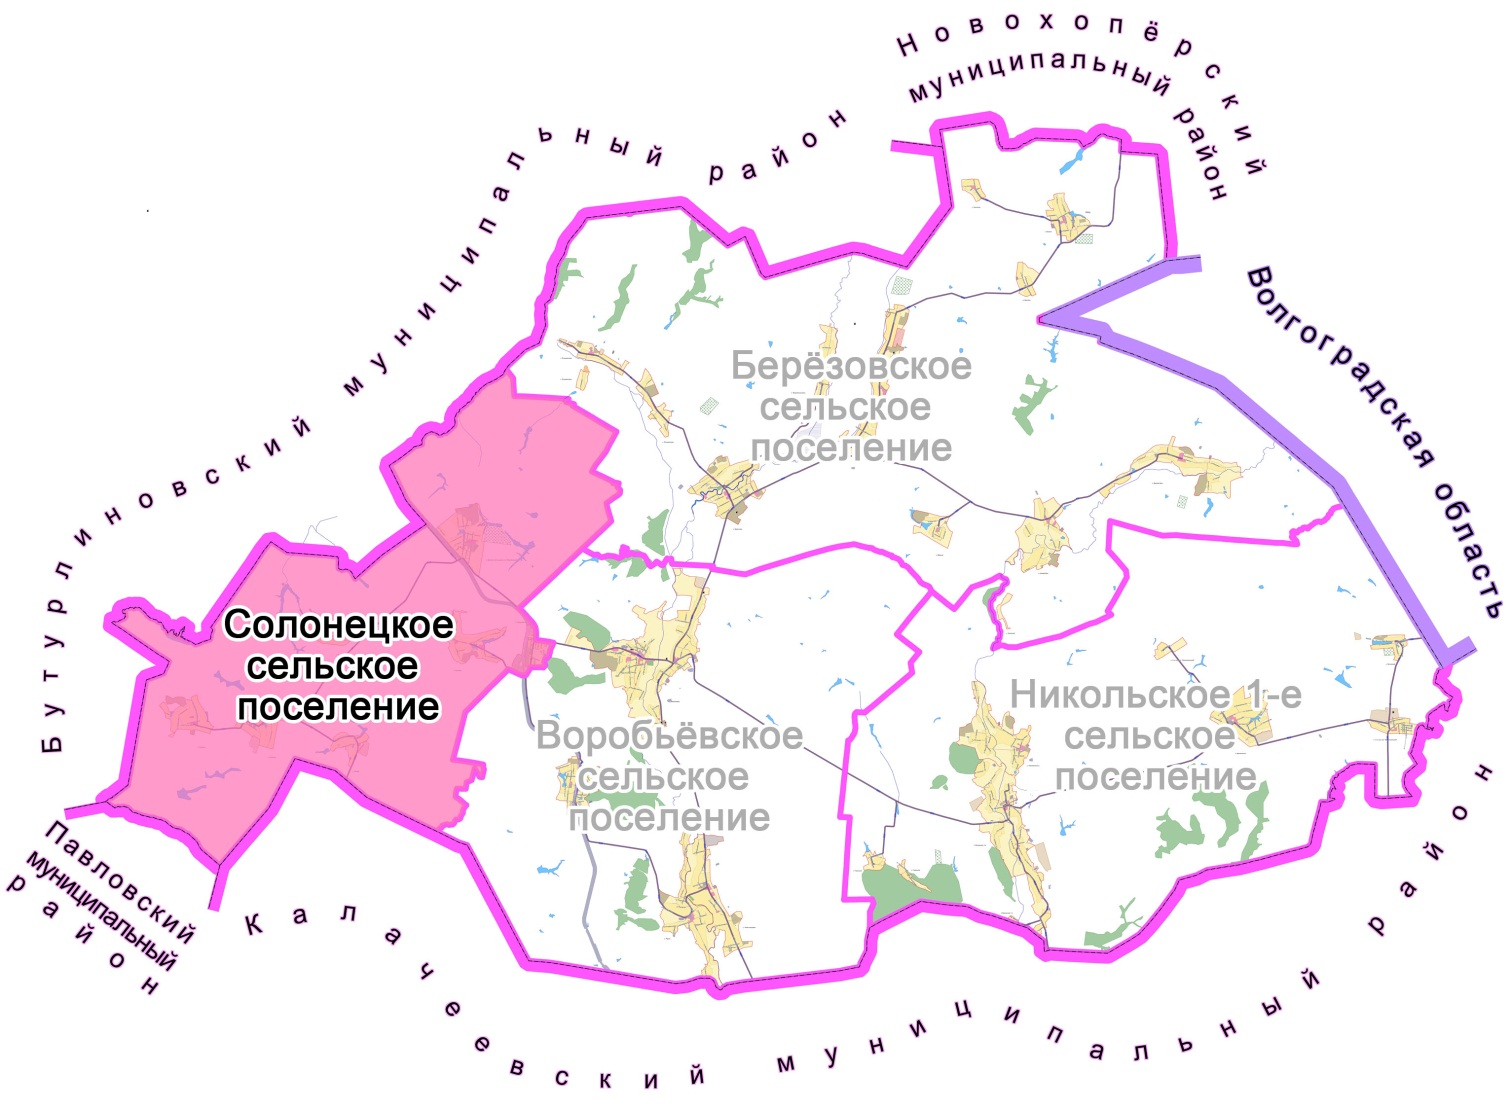 Новохопёрский
муниципальный район
Бутурлиновский муниципальный район
Волгоградская область
Берёзовское
сельское
поселение
Солонецкое
сельское
поселение
Воробьёвское
сельское
поселение
Никольское 1-е
сельское
поселение
Павловский
муниципальный
район
Калачеевский муниципальный район